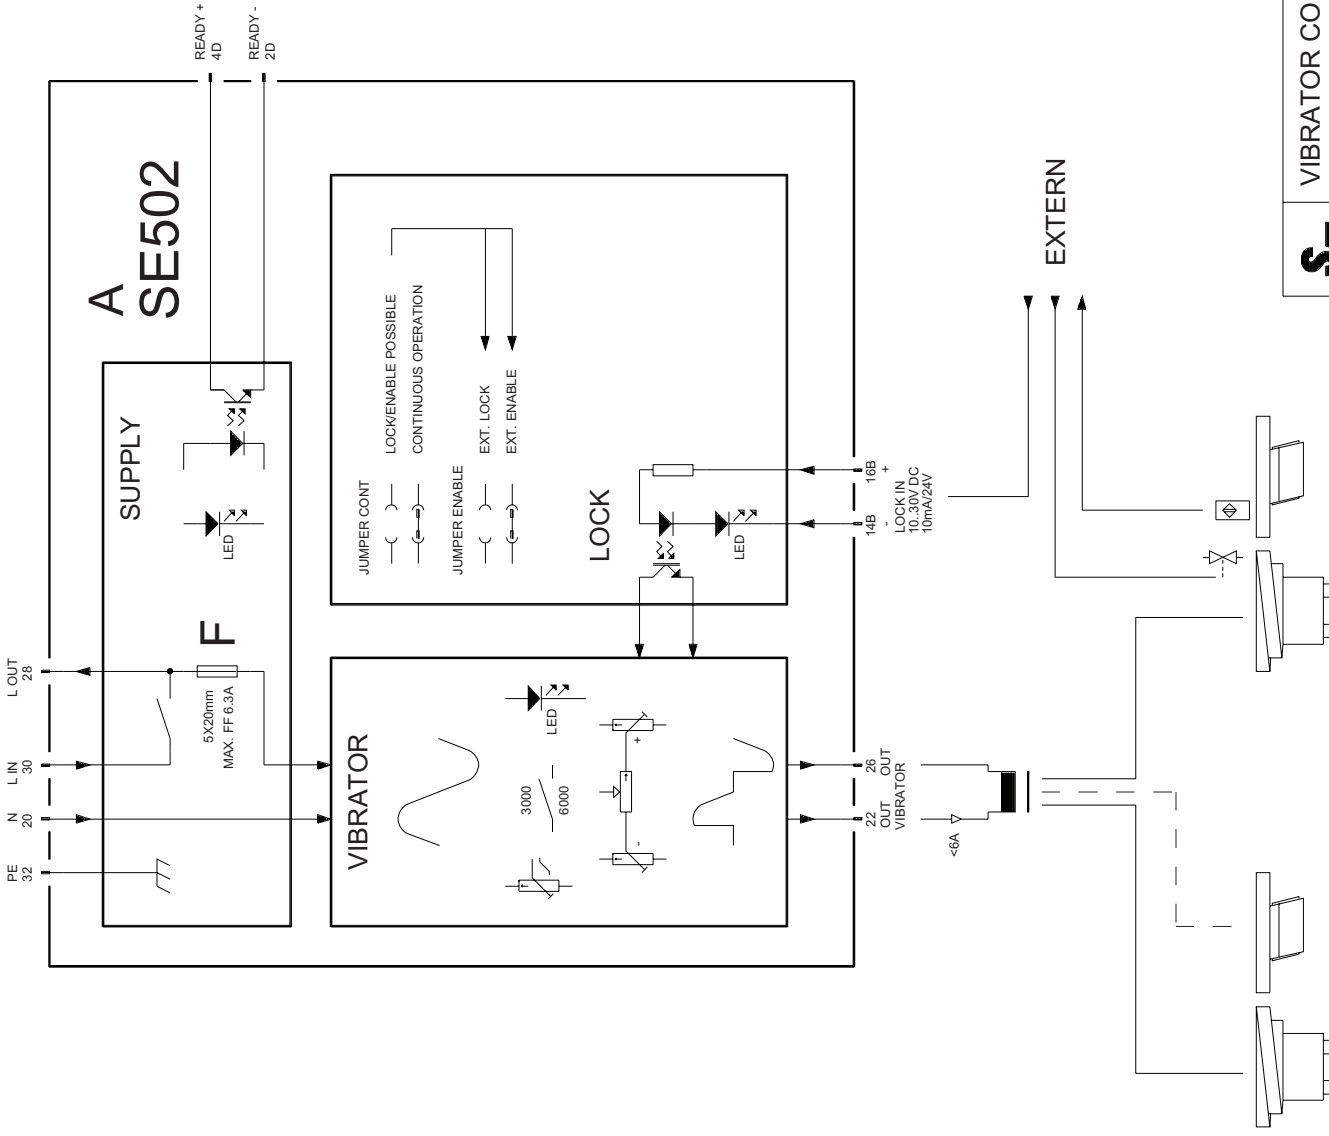 READY +
4D
READY -
2D
A
SE502
SUPPLY
LED
L OUT
28
F
5X20mm
MAX. FF 6.3A
L IN
30
N
20
PE
32
JUMPER CONT
LOCK/ENABLE POSSIBLE
CONTINUOUS OPERATION
JUMPER ENABLE
EXT. LOCK
EXT. ENABLE
LOCK
LED
16B
+
14B
-
LOCK IN
10..30V DC
10mA/24V
VIBRATOR
LED
3000
6000
+
-
26
OUT
22
OUT
VIBRATOR
<6A
EXTERN
VIBRATOR CO